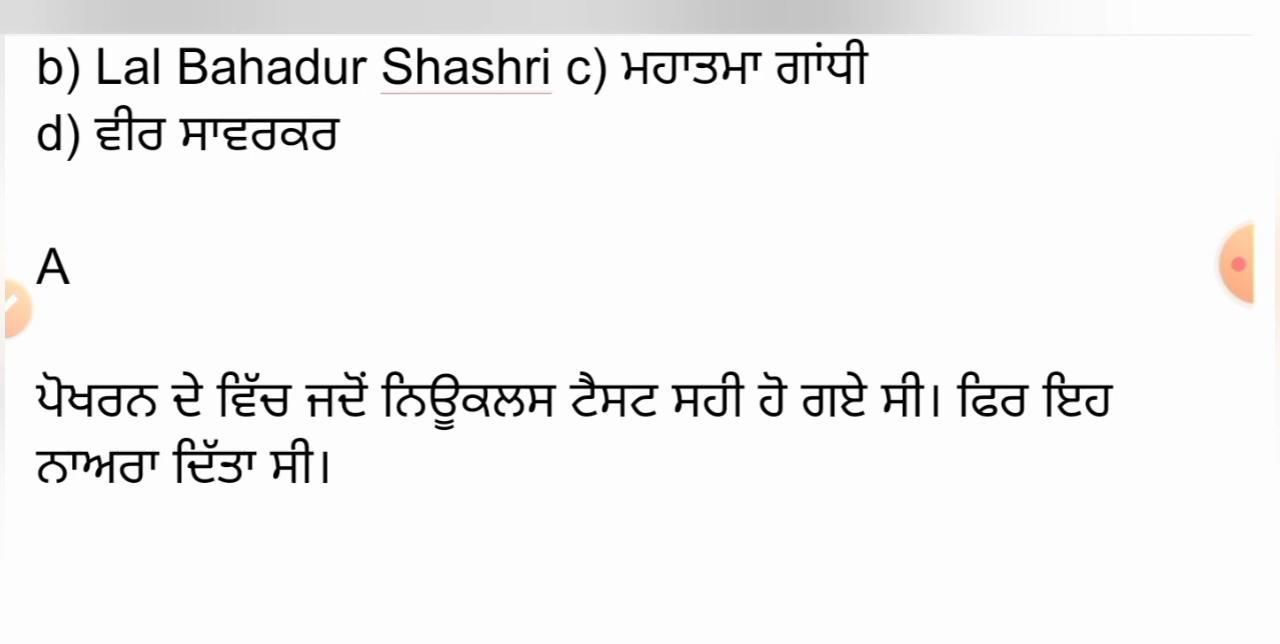 b) Lal Bahadur Shashri c) ਮਹਾਤਮਾ ਗਾਂਧੀ
d) ਵੀਰ ਸਾਵਰਕਰ
A
ਪੋਖਰਨ ਦੇ ਵਿੱਚ ਜਦੋਂ ਨਿਊਕਲਸ ਟੈਸਟ ਸਹੀ ਹੋ ਗਏ ਸੀ। ਫਿਰ ਇਹ
ਨਾਅਰਾ ਦਿੱਤਾ ਸੀ।